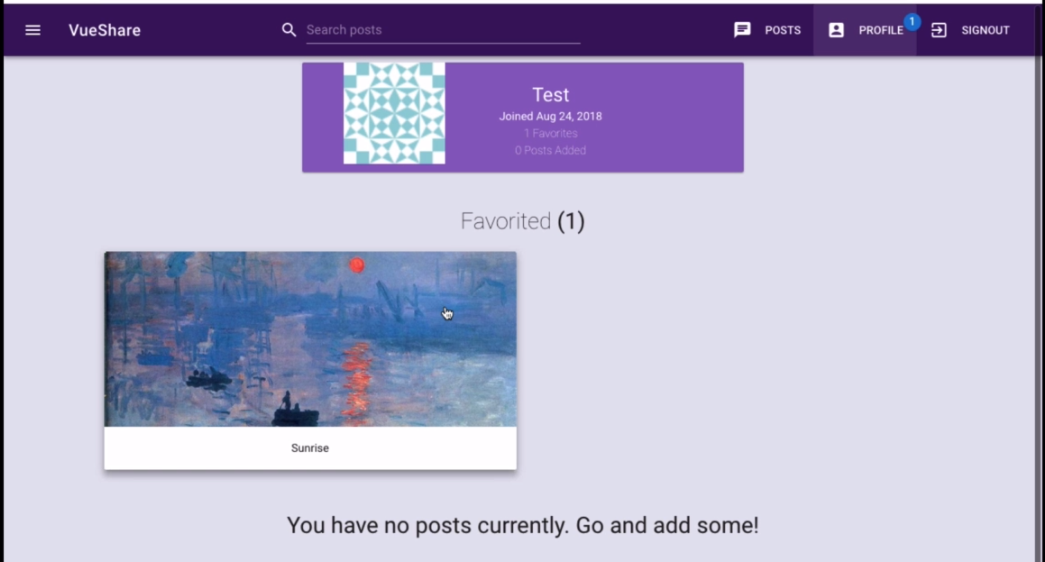 VueShare
Search posts
POSTS
PROFILE
1
SIGNOUT
Test
Joined Aug 24, 2018
1 Favorites
0 Posts Added
Favorited (1)
Sunrise
You have no posts currently. Go and add some!